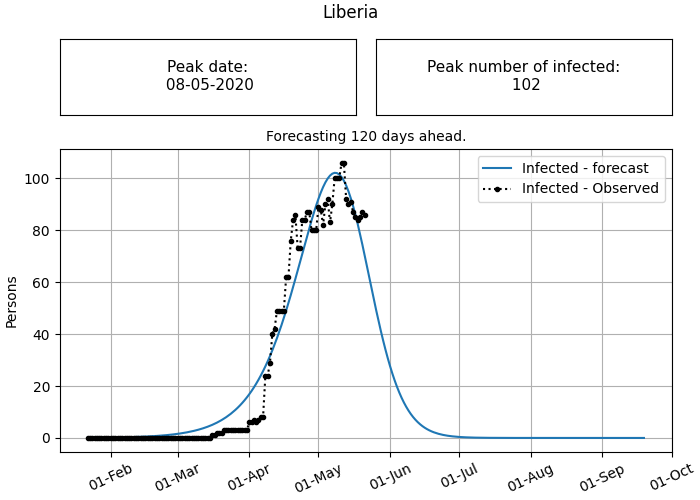 Liberia
Peak date:
08-05-2020
Peak number of infected:
102
Forecasting 120 days ahead.
Infected - forecast
Infected - Observed
Persons
100
80
60
40
20
0
01-Feb
01-Mar
01-Apr
01-May
01-Jun
01-Jul
01-Aug
01-Sep
01-Oct